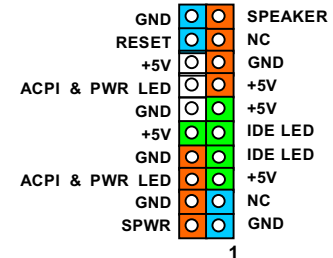 GND SPEAKER
RESET NC
+5V GND
ACPI & PWR LED +5V
GND +5V
+5V IDE LED
GND IDE LED
ACPI & PWR LED +5V
GND NC
SPWR GND
1